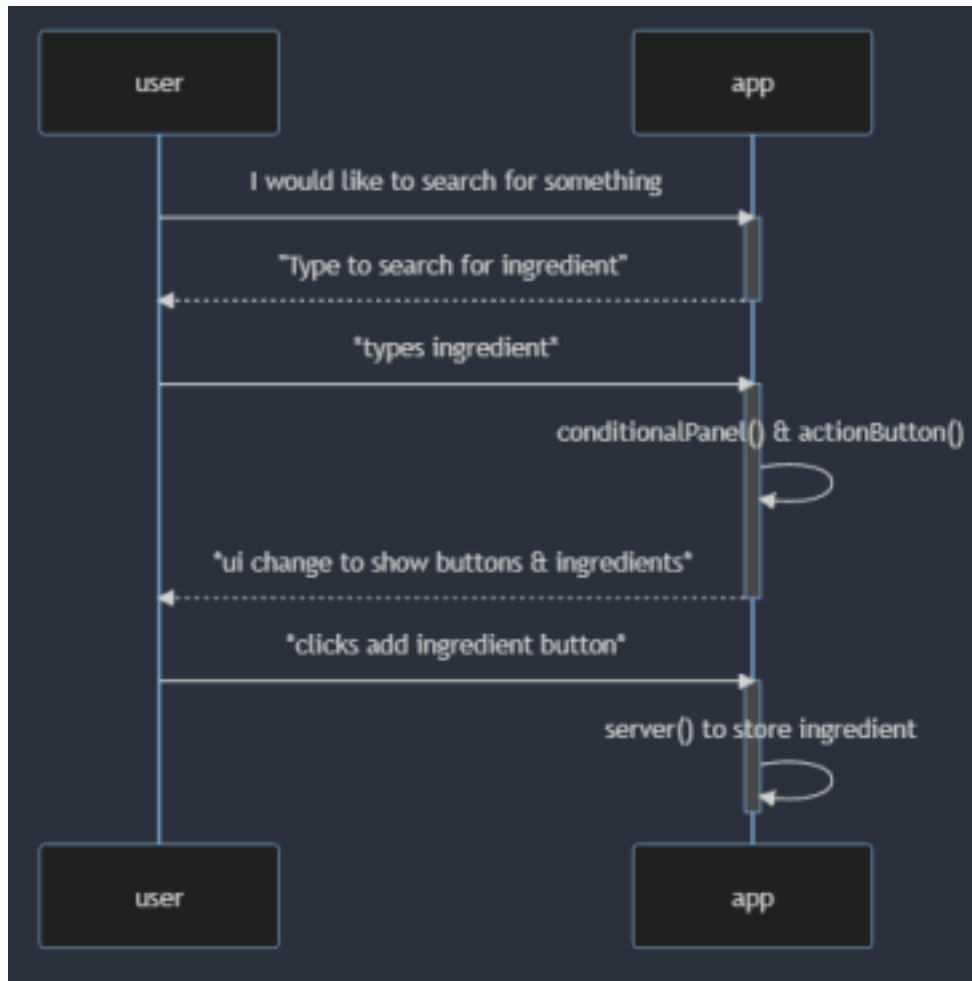 user
app
I would like to search for something
"Type to search for ingredient"
*types ingredient*
conditionalPanel() & actionButton()
*ui change to show buttons & ingredients*
*clicks add ingredient button*
server() to store ingredient
user
app